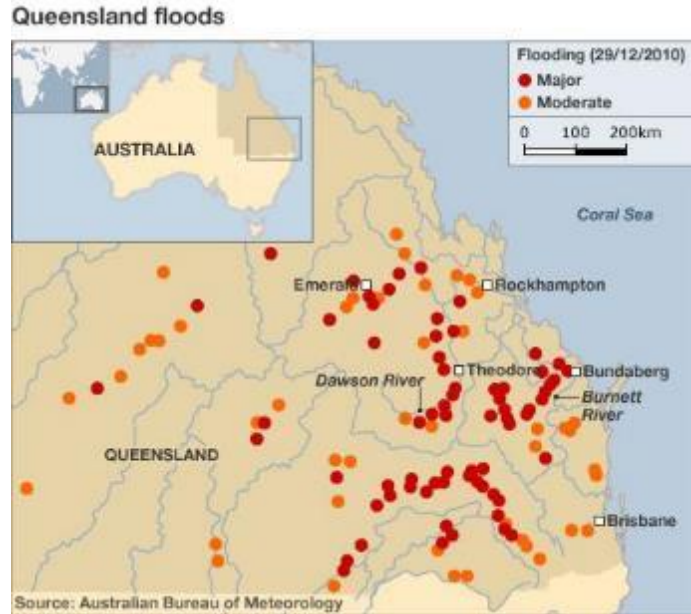 Queensland floods
Flooding (29/12/2010)
Major
Moderate
0 100 200km
AUSTRALIA
Coral Sea
Emerald
Rockhampton
Theodore
Bundaberg
Dawson River
Burnett
River
QUEENSLAND
Brisbane
Source: Australian Bureau of Meteorology